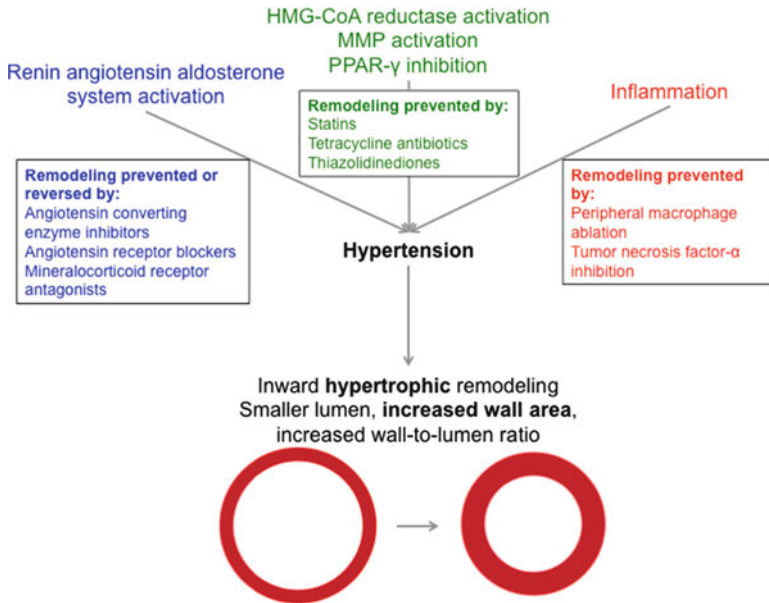 HMG-CoA reductase activation
MMP activation
PPAR-γ inhibition
Renin angiotensin aldosterone
system activation
Inflammation
Remodeling prevented by:
Statins
Tetracycline antibiotics
Thiazolidinediones
Remodeling prevented or
reversed by:
Angiotensin converting
enzyme inhibitors
Angiotensin receptor blockers
Mineralocorticoid receptor
antagonists
Remodeling prevented
by:
Peripheral macrophage
ablation
Tumor necrosis factor-α
inhibition
Hypertension
Inward hypertrophic remodeling
Smaller lumen, increased wall area,
increased wall-to-lumen ratio